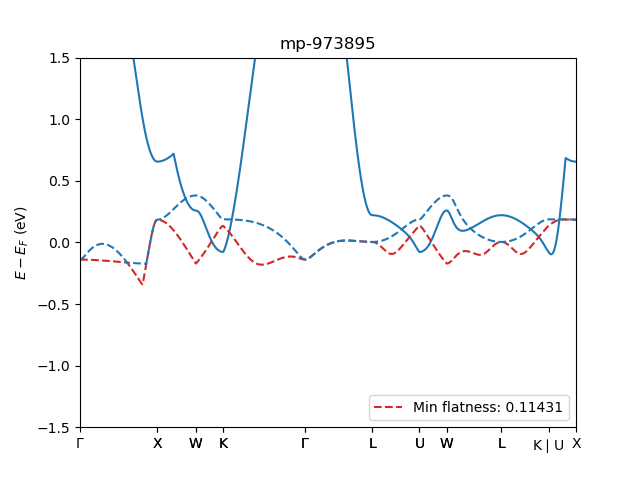 mp-973895
1.5
1.0
0.5
0.0
−0.5
−1.0
−1.5
E − E_F (eV)
Min flatness: 0.11431
Γ X W K Γ L U W L K | U X